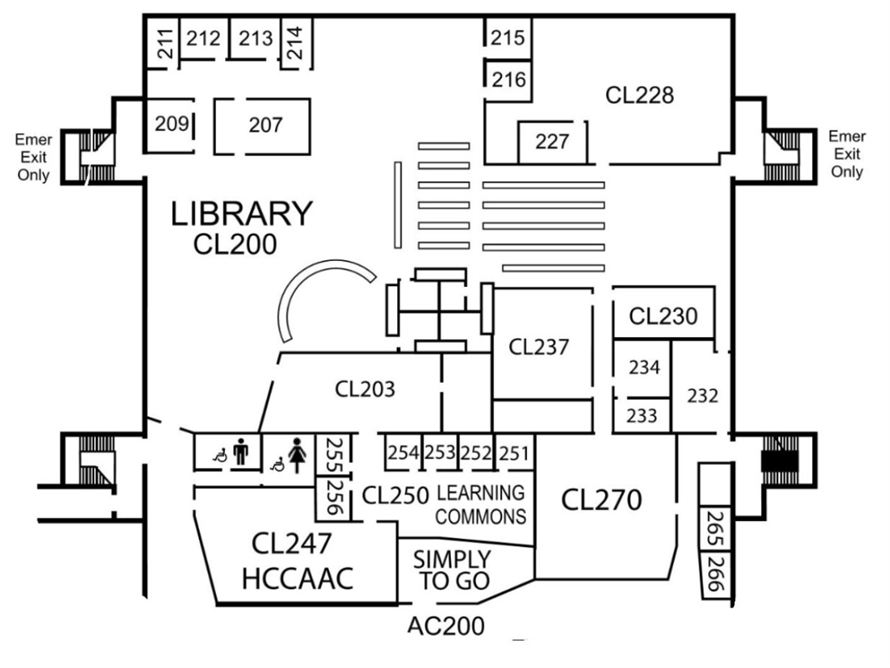 211
212
213
214
215
216
CL228
209
207
227
Emer
Exit
Only
Emer
Exit
Only
LIBRARY
CL200
CL230
CL237
234
CL203
232
233
255
254
253
252
251
256
CL250
LEARNING
COMMONS
CL270
265
CL247
HCCAAC
SIMPLY
TO GO
266
AC200